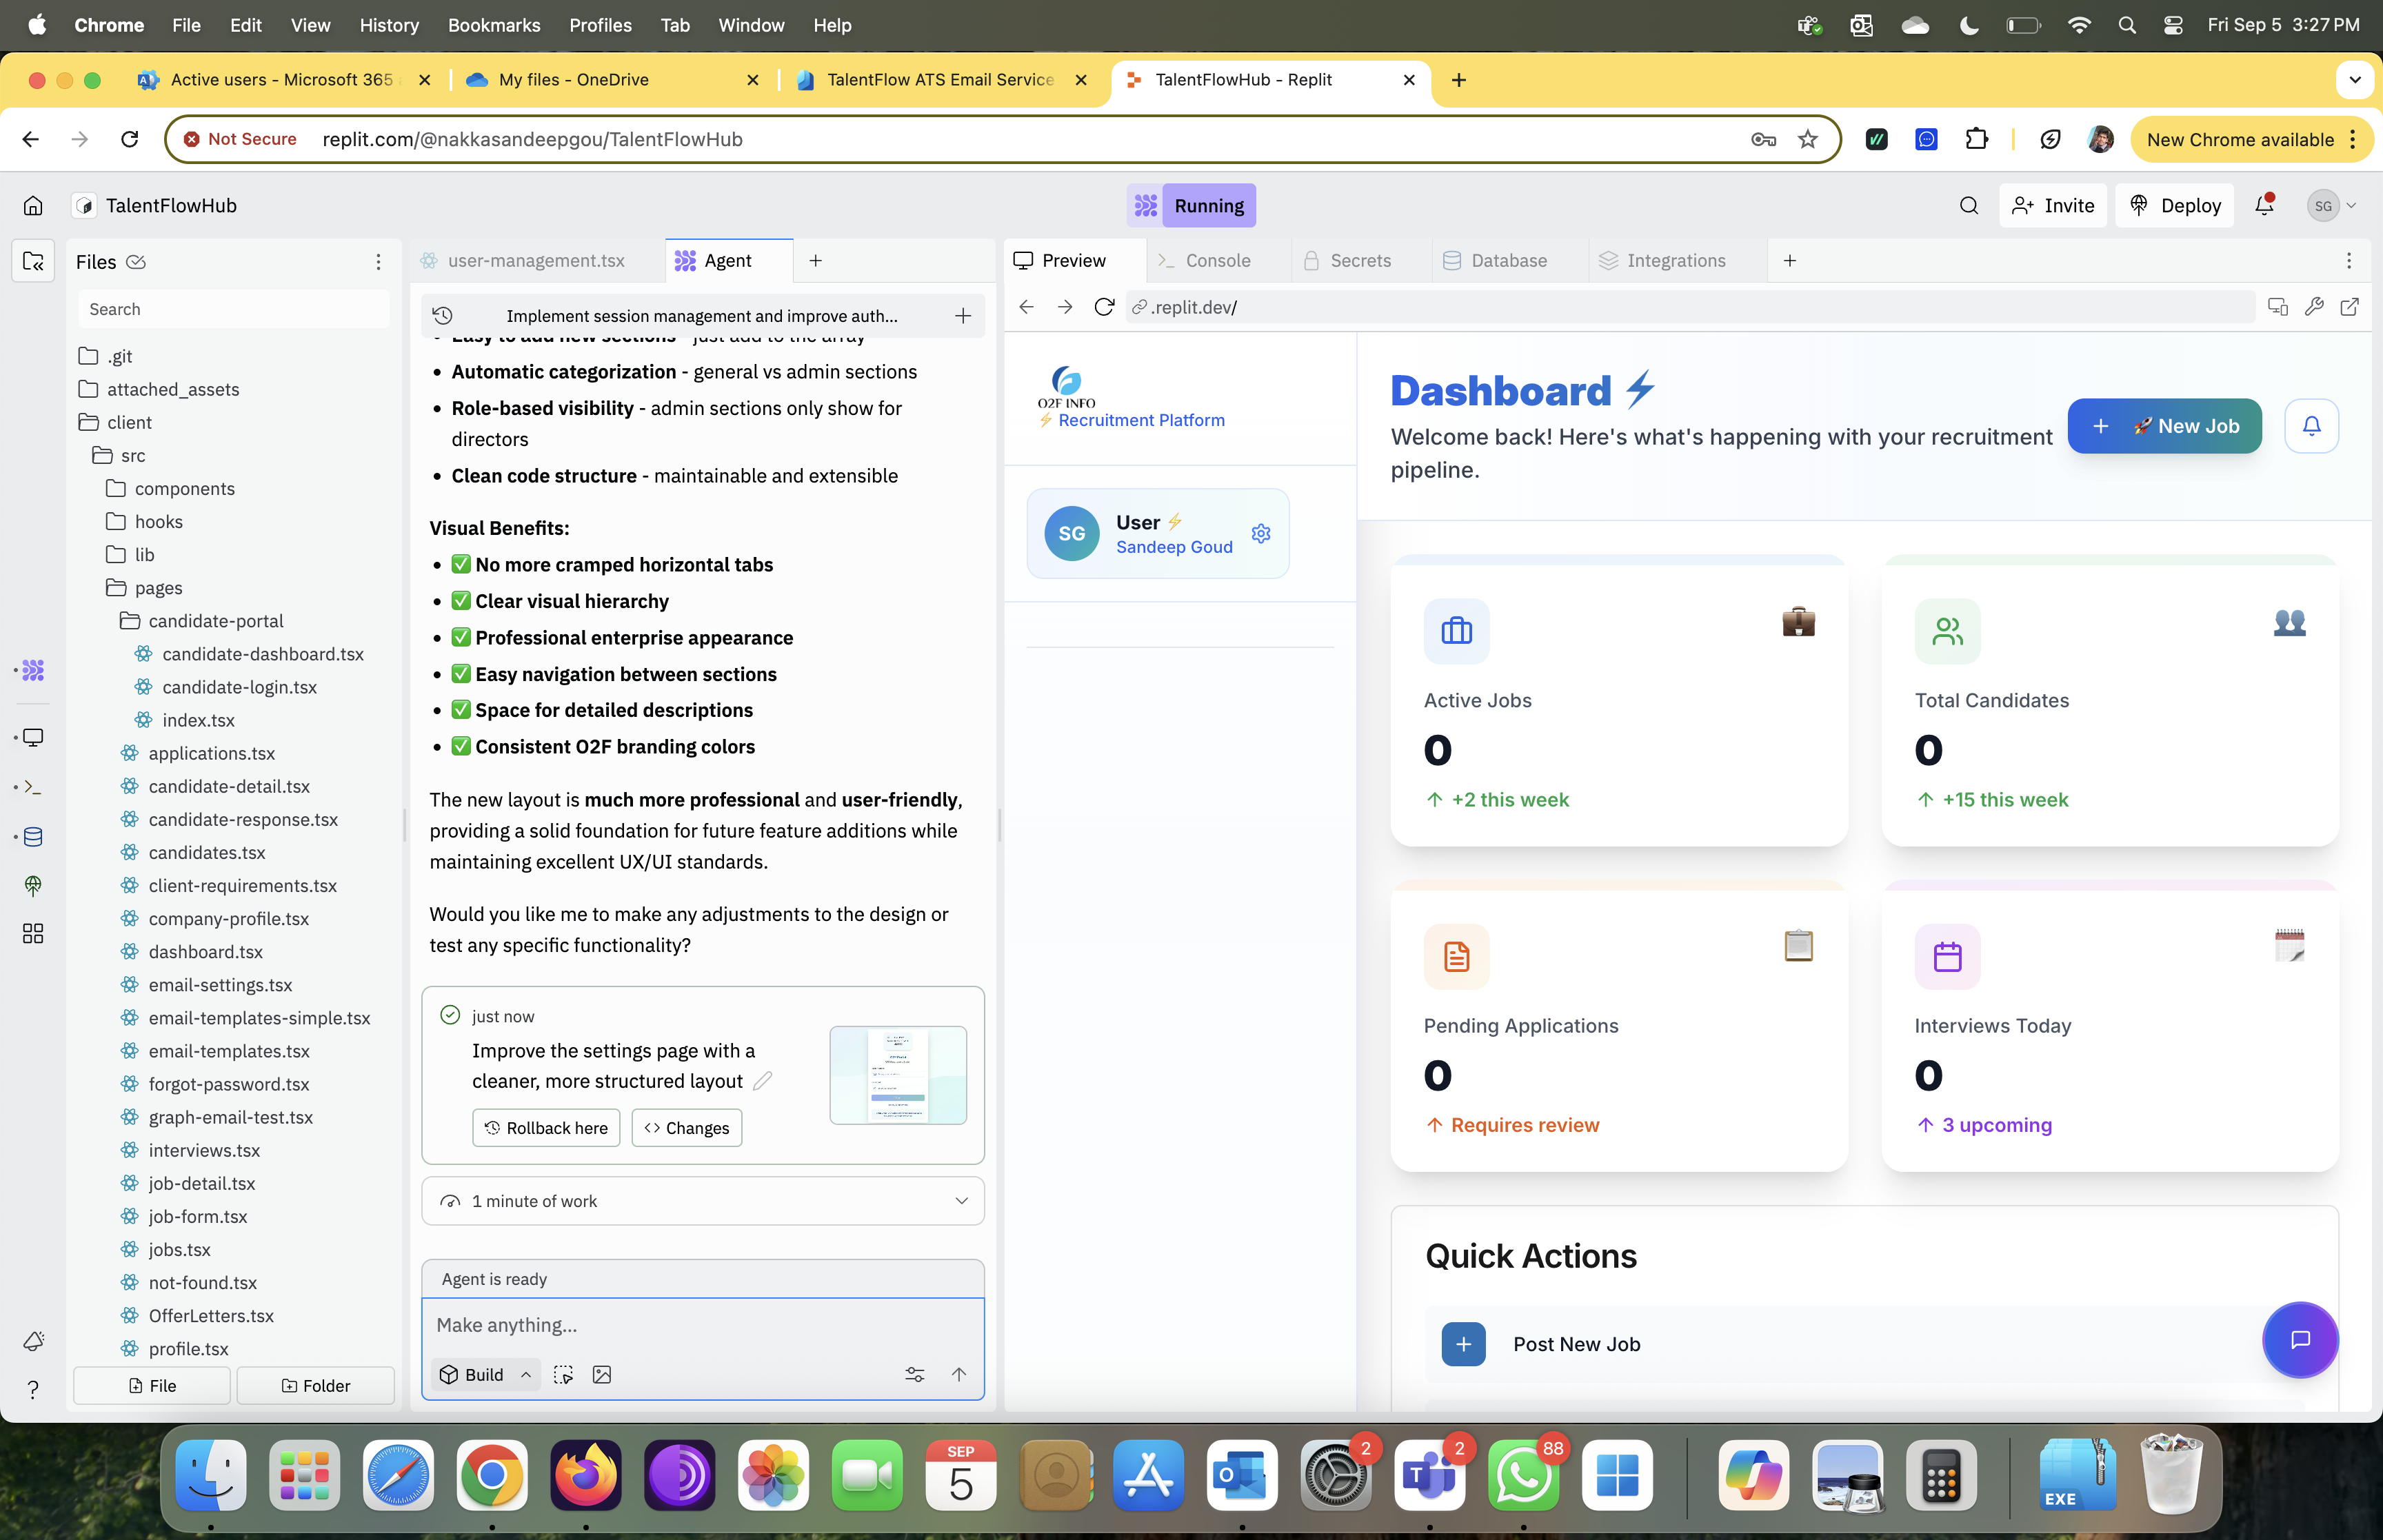 Chrome File Edit View History Bookmarks Profiles Tab Window Help
Fri Sep 5 3:27 PM
Active users - Microsoft 365
My files - OneDrive
TalentFlow ATS Email Service
TalentFlowHub - Replit
Not Secure replit.com/@nakkasandeepgou/TalentFlowHub
New Chrome available
TalentFlowHub
Running
Invite
Deploy
SG
Files
Search
.git
attached_assets
client
src
components
hooks
lib
pages
candidate-portal
candidate-dashboard.tsx
candidate-login.tsx
index.tsx
applications.tsx
candidate-detail.tsx
candidate-response.tsx
candidates.tsx
client-requirements.tsx
company-profile.tsx
dashboard.tsx
email-settings.tsx
email-templates-simple.tsx
email-templates.tsx
forgot-password.tsx
graph-email-test.tsx
interviews.tsx
job-detail.tsx
job-form.tsx
jobs.tsx
not-found.tsx
OfferLetters.tsx
profile.tsx
File
Folder
user-management.tsx
Agent
Implement session management and improve auth...
Easy to add new sections - just add to the array
• Automatic categorization - general vs admin sections
• Role-based visibility - admin sections only show for
directors
• Clean code structure - maintainable and extensible
Visual Benefits:
• ✅ No more cramped horizontal tabs
• ✅ Clear visual hierarchy
• ✅ Professional enterprise appearance
• ✅ Easy navigation between sections
• ✅ Space for detailed descriptions
• ✅ Consistent O2F branding colors
The new layout is much more professional and user-friendly,
providing a solid foundation for future feature additions while
maintaining excellent UX/UI standards.
Would you like me to make any adjustments to the design or
test any specific functionality?
just now
Improve the settings page with a
cleaner, more structured layout
Rollback here
Changes
1 minute of work
Agent is ready
Make anything...
Build
Preview
Console
Secrets
Database
Integrations
.replit.dev/
O2F INFO
⚡ Recruitment Platform
SG
User ⚡
Sandeep Goud
Dashboard ⚡
Welcome back! Here's what's happening with your recruitment
pipeline.
+ 🚀 New Job
Active Jobs
0
↑ +2 this week
Total Candidates
0
↑ +15 this week
Pending Applications
0
↑ Requires review
Interviews Today
0
↑ 3 upcoming
Quick Actions
Post New Job
SEP
5
2
2
88
EXE